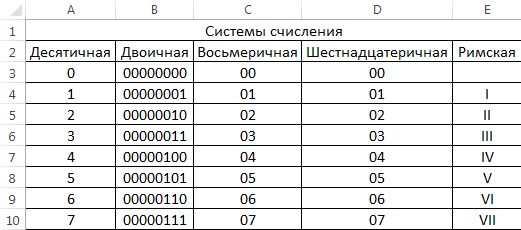 A B C D E
1 Системы счисления
2 Десятичная Двоичная Восьмеричная Шестнадцатеричная Римская
3 0 00000000 00 00
4 1 00000001 01 01 I
5 2 00000010 02 02 II
6 3 00000011 03 03 III
7 4 00000100 04 04 IV
8 5 00000101 05 05 V
9 6 00000110 06 06 VI
10 7 00000111 07 07 VII